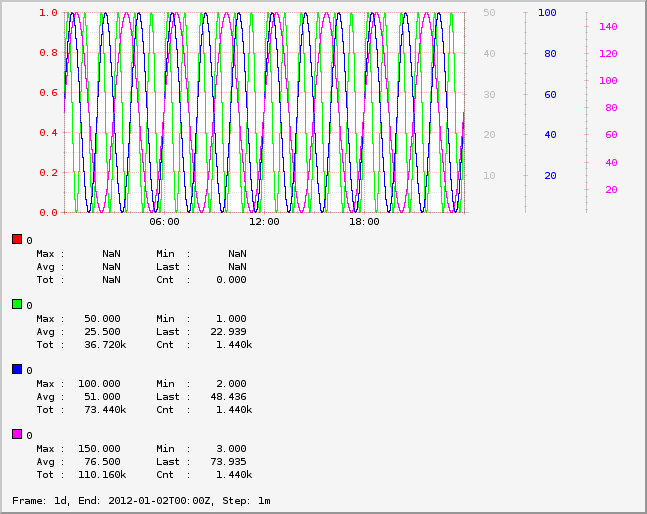 1.0 50 100
140
0.8 40 80 120
100
0.6 30 60
80
0.4 20 40 60
0.2 10 20 40
20
0.0
06:00 12:00 18:00
0
Max : NaN Min : NaN
Avg : NaN Last : NaN
Tot : NaN Cnt : 0.000
0
Max : 50.000 Min : 1.000
Avg : 25.500 Last : 22.939
Tot : 36.720k Cnt : 1.440k
0
Max : 100.000 Min : 2.000
Avg : 51.000 Last : 48.436
Tot : 73.440k Cnt : 1.440k
0
Max : 150.000 Min : 3.000
Avg : 76.500 Last : 73.935
Tot : 110.160k Cnt : 1.440k
Frame: 1d, End: 2012-01-02T00:00Z, Step: 1m